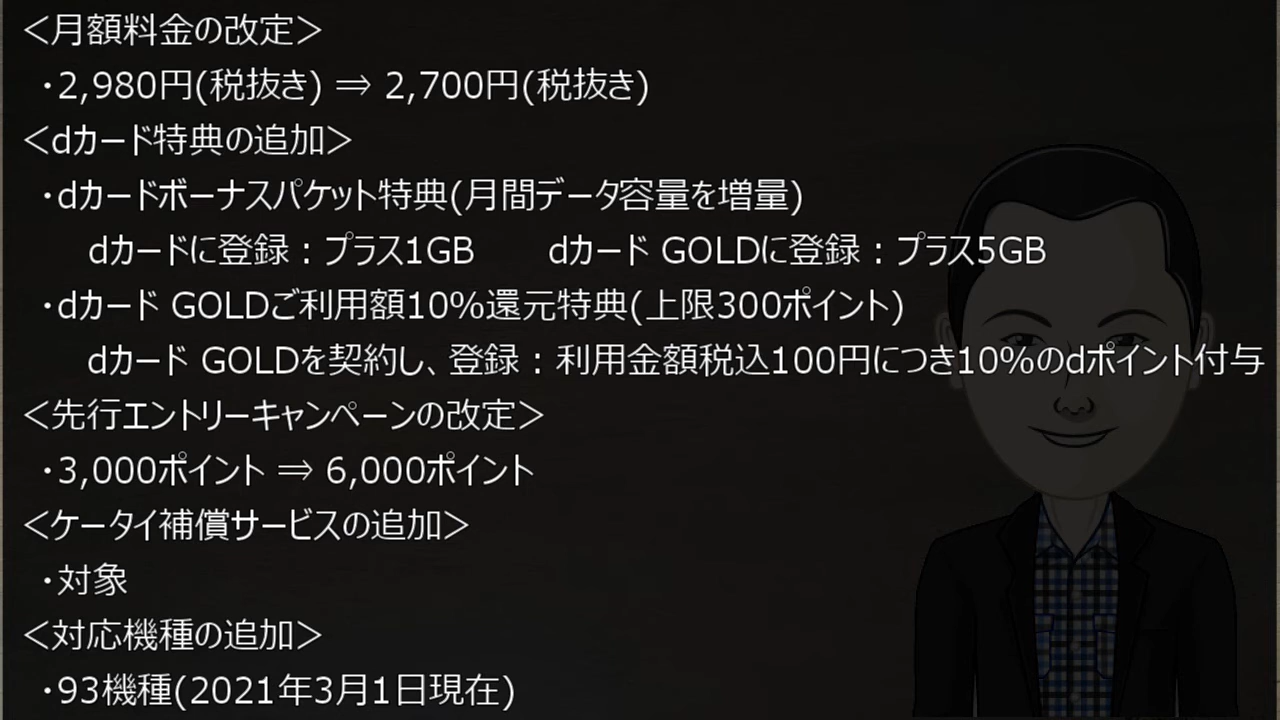 <月額料金の改定>
・2,980円(税抜き) ⇒ 2,700円(税抜き)
<dカード特典の追加>
・dカードボーナスパケット特典(月間データ容量を増量)
dカードに登録：プラス1GB　　dカード GOLDに登録：プラス5GB
・dカード GOLDご利用額10%還元特典(上限300ポイント)
dカード GOLDを契約し、登録：利用金額税込100円につき10%のdポイント付与
<先行エントリーキャンペーンの改定>
・3,000ポイント ⇒ 6,000ポイント
<ケータイ補償サービスの追加>
・対象
<対応機種の追加>
・93機種(2021年3月1日現在)